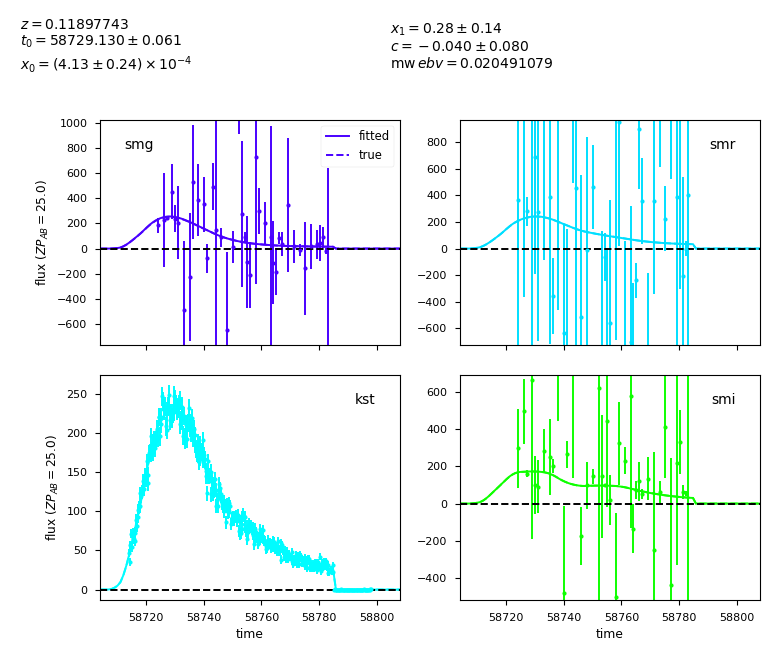 z = 0.11897743
t₀ = 58729.130 ± 0.061
x₀ = (4.13 ± 0.24) × 10⁻⁴
x₁ = 0.28 ± 0.14
c = −0.040 ± 0.080
mw ebv = 0.020491079
smg
fitted
true
1000
800
600
400
200
0
−200
−400
−600
flux (ZP_AB = 25.0)
smr
800
600
400
200
0
−200
−400
−600
kst
250
200
150
100
50
0
flux (ZP_AB = 25.0)
58720 58740 58760 58780 58800
time
smi
600
400
200
0
−200
−400
58720 58740 58760 58780 58800
time